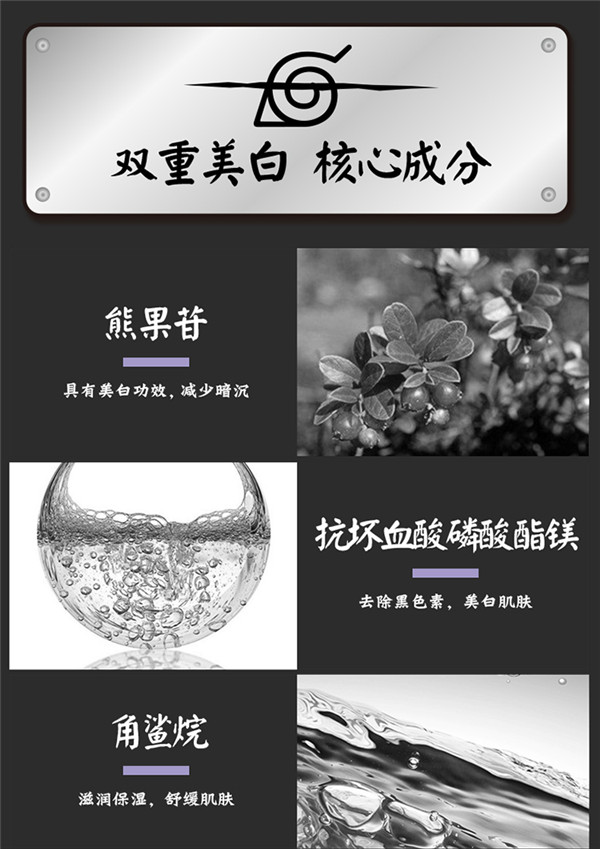 双重美白 核心成分
熊果苷
具有美白功效，减少暗沉
抗坏血酸磷酸酯镁
去除黑色素，美白肌肤
角鲨烷
滋润保湿，舒缓肌肤